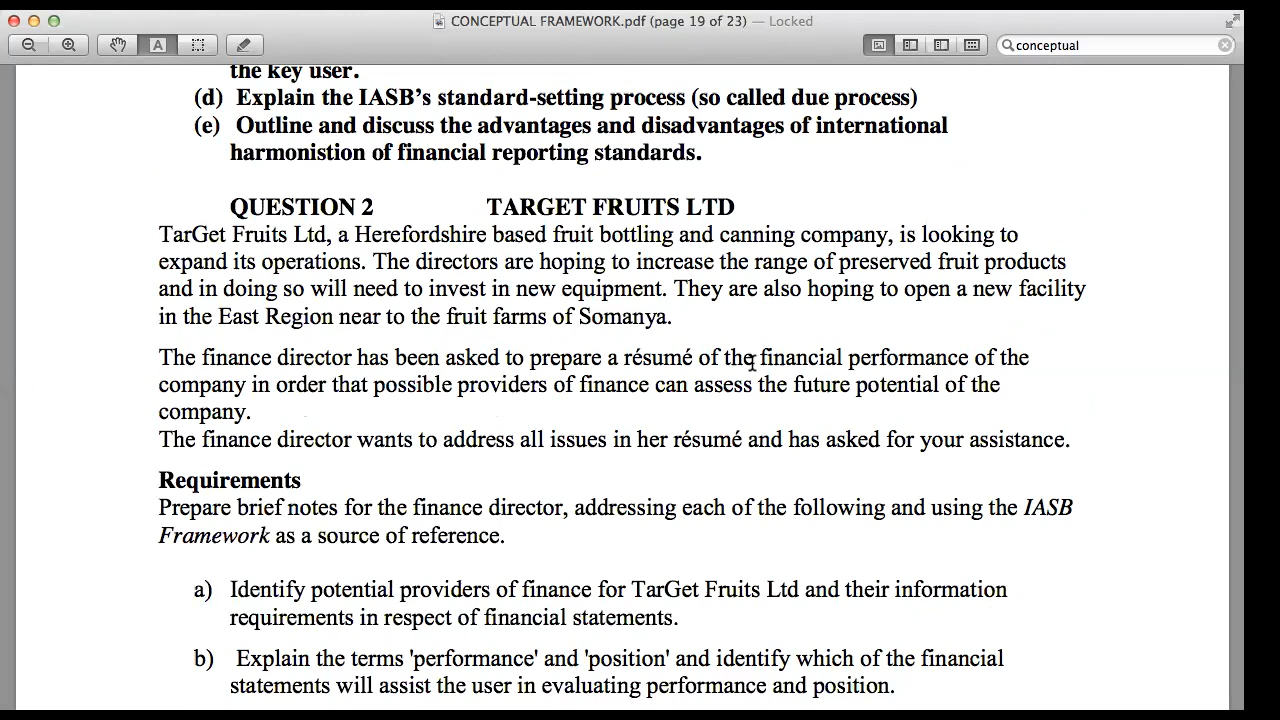 CONCEPTUAL FRAMEWORK.pdf (page 19 of 23) — Locked
conceptual
the key user.
(d) Explain the IASB's standard-setting process (so called due process)
(e) Outline and discuss the advantages and disadvantages of international
harmonistion of financial reporting standards.
QUESTION 2 TARGET FRUITS LTD
TarGet Fruits Ltd, a Herefordshire based fruit bottling and canning company, is looking to
expand its operations. The directors are hoping to increase the range of preserved fruit products
and in doing so will need to invest in new equipment. They are also hoping to open a new facility
in the East Region near to the fruit farms of Somanya.
The finance director has been asked to prepare a résumé of the financial performance of the
company in order that possible providers of finance can assess the future potential of the
company.
The finance director wants to address all issues in her résumé and has asked for your assistance.
Requirements
Prepare brief notes for the finance director, addressing each of the following and using the IASB
Framework as a source of reference.
a) Identify potential providers of finance for TarGet Fruits Ltd and their information
requirements in respect of financial statements.
b) Explain the terms 'performance' and 'position' and identify which of the financial
statements will assist the user in evaluating performance and position.